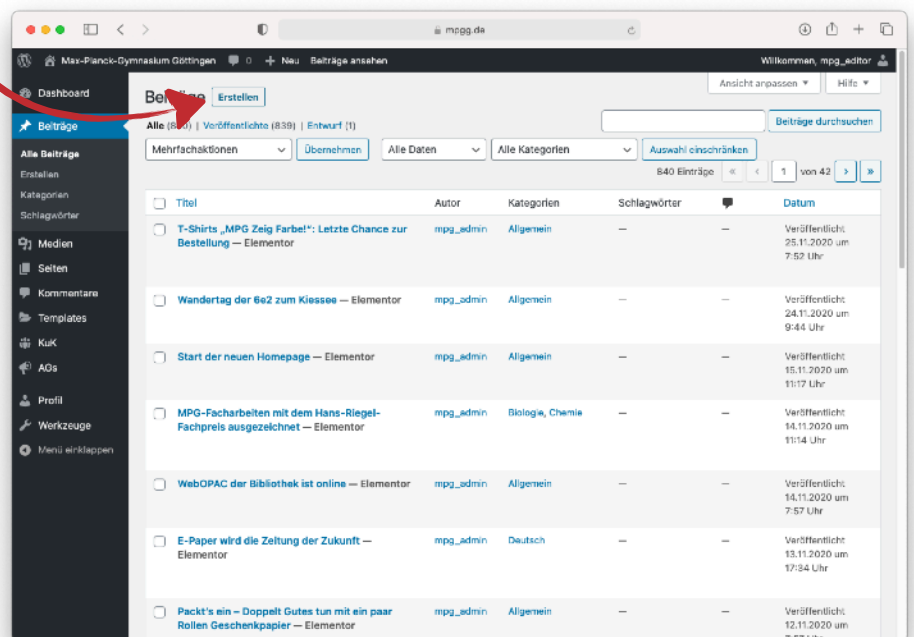 mpgg.de
Max-Planck-Gymnasium Göttingen 0 + Neu Beiträge ansehen Willkommen, mpg_editor
Ansicht anpassen Hilfe
Dashboard
Beiträge
Alle Beiträge
Erstellen
Kategorien
Schlagwörter
Medien
Seiten
Kommentare
Templates
KuK
AGs
Profil
Werkzeuge
Menü einklappen
Erstellen
Alle | Veröffentlichte (839) | Entwurf (1)
Beiträge durchsuchen
Mehrfachaktionen Übernehmen Alle Daten Alle Kategorien Auswahl einschränken
840 Einträge « ‹ 1 von 42 › »
Titel Autor Kategorien Schlagwörter Datum
T-Shirts „MPG Zeig Farbe!“: Letzte Chance zur mpg_admin Allgemein — — Veröffentlicht
Bestellung — Elementor 25.11.2020 um
7:52 Uhr
Wandertag der 6e2 zum Kiessee — Elementor mpg_admin Allgemein — — Veröffentlicht
24.11.2020 um
9:44 Uhr
Start der neuen Homepage — Elementor mpg_admin Allgemein — — Veröffentlicht
15.11.2020 um
11:17 Uhr
MPG-Facharbeiten mit dem Hans-Riegel- mpg_admin Biologie, Chemie — — Veröffentlicht
Fachpreis ausgezeichnet — Elementor 14.11.2020 um
11:14 Uhr
WebOPAC der Bibliothek ist online — Elementor mpg_admin Allgemein — — Veröffentlicht
14.11.2020 um
7:57 Uhr
E-Paper wird die Zeitung der Zukunft — mpg_admin Deutsch — — Veröffentlicht
Elementor 13.11.2020 um
17:34 Uhr
Packt's ein – Doppelt Gutes tun mit ein paar mpg_admin Allgemein — — Veröffentlicht
Rollen Geschenkpapier — Elementor 12.11.2020 um